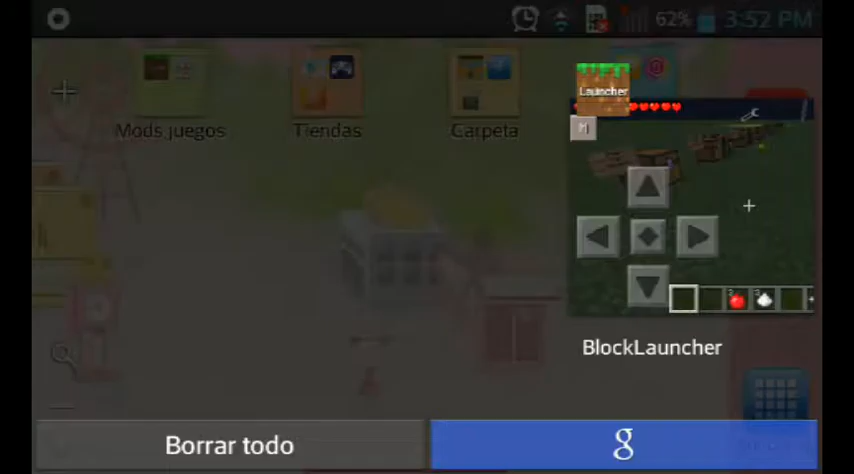 62% 3:52 PM
Mods juegos
Tiendas
Carpeta
Launcher
M
BlockLauncher
Borrar todo
g